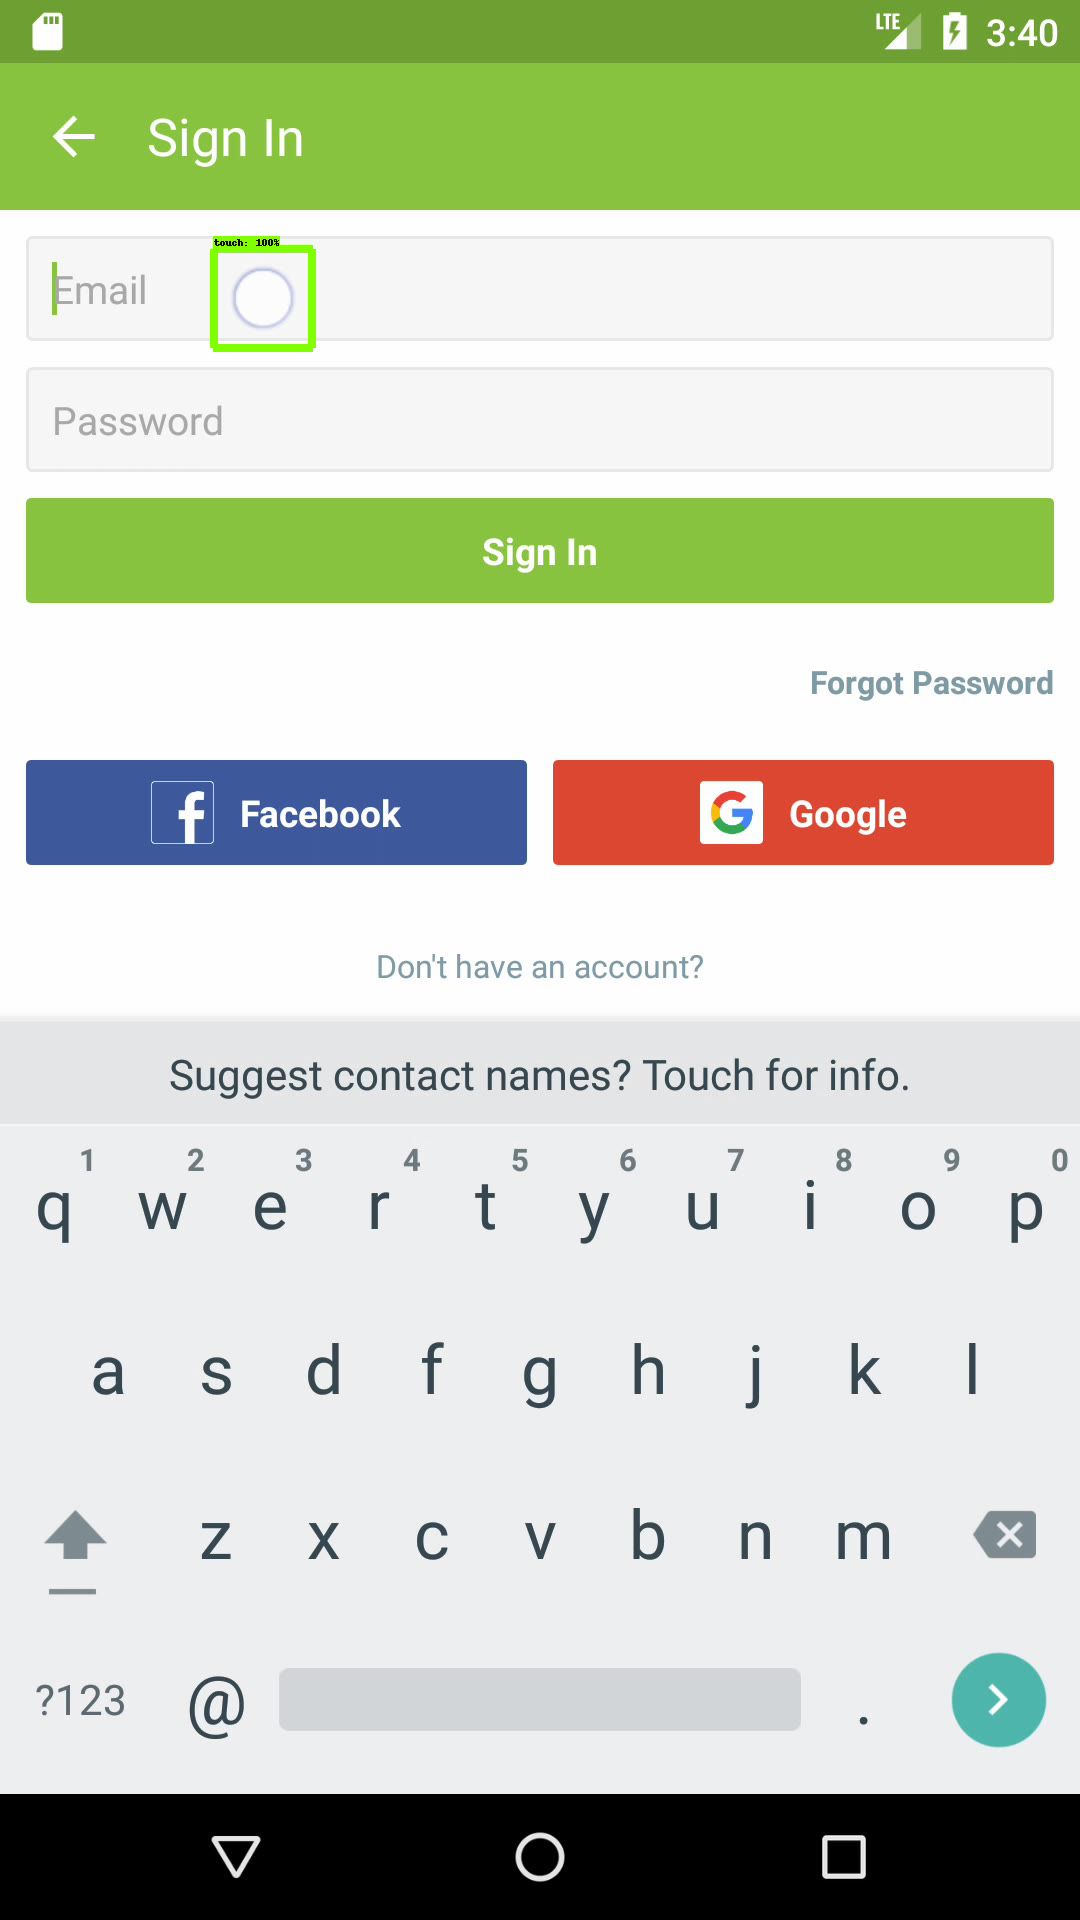 LTE 3:40
Sign In
touch: 100%
Email
Password
Sign In
Forgot Password
f Facebook
G Google
Don't have an account?
Suggest contact names? Touch for info.
1 2 3 4 5 6 7 8 9 0
q w e r t y u i o p
a s d f g h j k l
z x c v b n m
?123 @ .